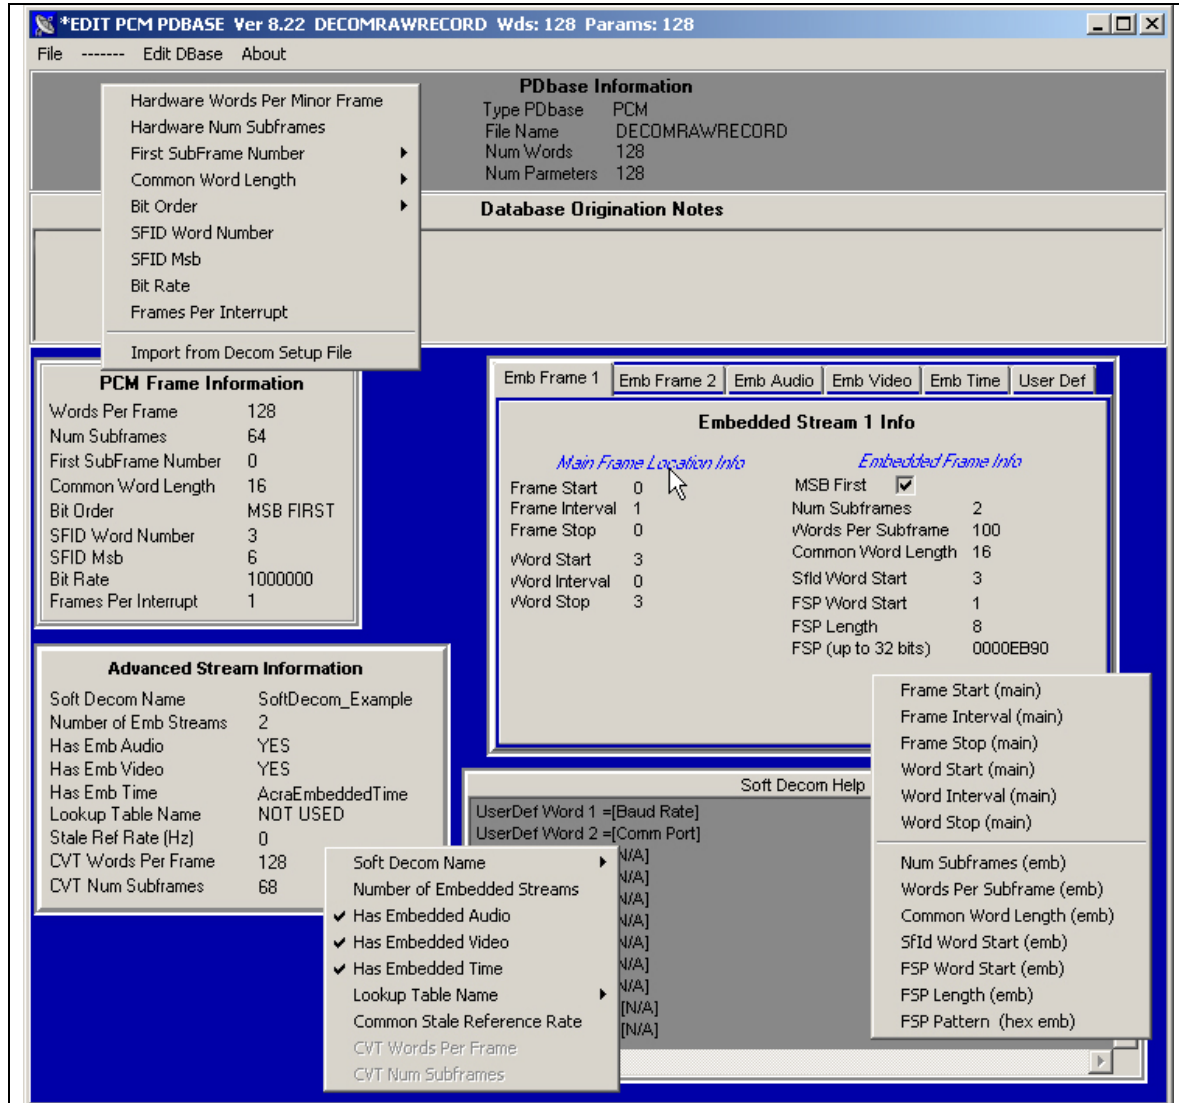 *EDIT PCM PDBASE Ver 8.22 DECOMRAWRECORD Wds: 128 Params: 128
File ------- Edit DBase About
Hardware Words Per Minor Frame
Hardware Num Subframes
First SubFrame Number
Common Word Length
Bit Order
SFID Word Number
SFID Msb
Bit Rate
Frames Per Interrupt
Import from Decom Setup File
PDbase Information
Type PDbase PCM
File Name DECOMRAWRECORD
Num Words 128
Num Parmeters 128
Database Origination Notes
PCM Frame Information
Words Per Frame 128
Num Subframes 64
First SubFrame Number 0
Common Word Length 16
Bit Order MSB FIRST
SFID Word Number 3
SFID Msb 6
Bit Rate 1000000
Frames Per Interrupt 1
Emb Frame 1 Emb Frame 2 Emb Audio Emb Video Emb Time User Def
Embedded Stream 1 Info
Main Frame Location Info
Frame Start 0
Frame Interval 1
Frame Stop 0
Word Start 3
Word Interval 0
Word Stop 3
Embedded Frame Info
MSB First
Num Subframes 2
Words Per Subframe 100
Common Word Length 16
SfId Word Start 3
FSP Word Start 1
FSP Length 8
FSP (up to 32 bits) 0000EB90
Advanced Stream Information
Soft Decom Name SoftDecom_Example
Number of Emb Streams 2
Has Emb Audio YES
Has Emb Video YES
Has Emb Time AcraEmbeddedTime
Lookup Table Name NOT USED
Stale Ref Rate (Hz) 0
CVT Words Per Frame 128
CVT Num Subframes 68
Soft Decom Name
Number of Embedded Streams
Has Embedded Audio
Has Embedded Video
Has Embedded Time
Lookup Table Name
Common Stale Reference Rate
CVT Words Per Frame
CVT Num Subframes
Soft Decom Help
UserDef Word 1 =[Baud Rate]
UserDef Word 2 =[Comm Port]
N/A]
N/A]
N/A]
N/A]
N/A]
N/A]
N/A]
[N/A]
[N/A]
Frame Start (main)
Frame Interval (main)
Frame Stop (main)
Word Start (main)
Word Interval (main)
Word Stop (main)
Num Subframes (emb)
Words Per Subframe (emb)
Common Word Length (emb)
SfId Word Start (emb)
FSP Word Start (emb)
FSP Length (emb)
FSP Pattern (hex emb)